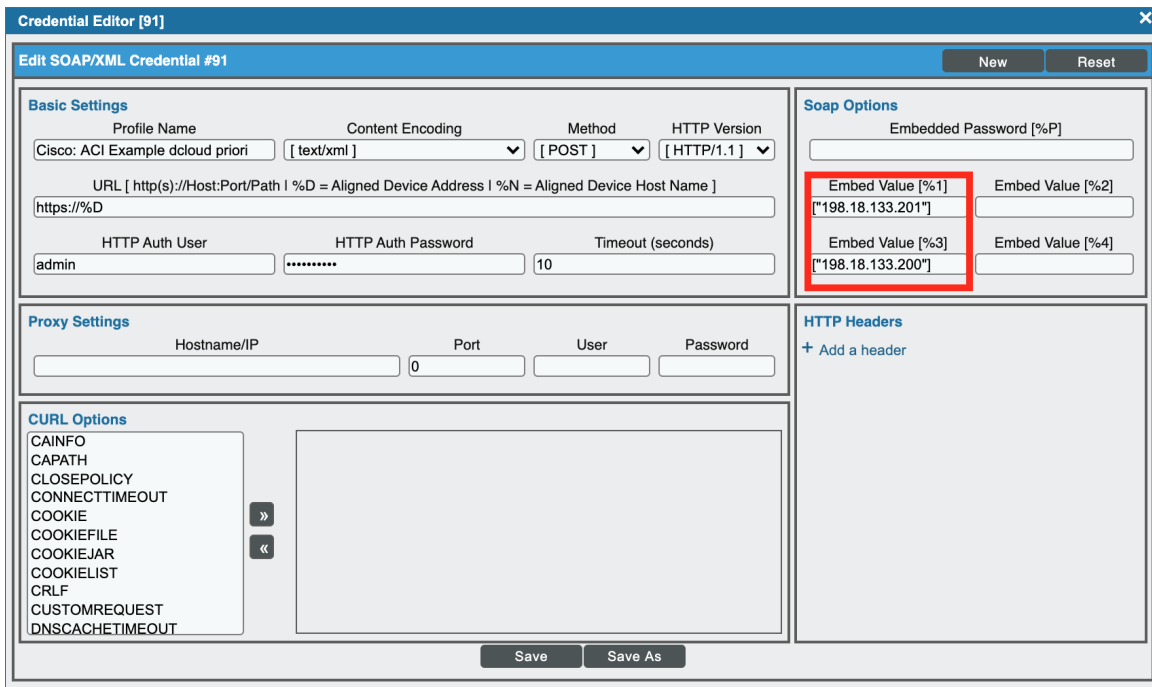 Credential Editor [91]
×
Edit SOAP/XML Credential #91
New
Reset
Basic Settings
Profile Name
Content Encoding
Method
HTTP Version
Cisco: ACI Example dcloud priori
[ text/xml ]
[ POST ]
[ HTTP/1.1 ]
URL [ http(s)://Host:Port/Path | %D = Aligned Device Address | %N = Aligned Device Host Name ]
https://%D
HTTP Auth User
HTTP Auth Password
Timeout (seconds)
admin
••••••••••
10
Soap Options
Embedded Password [%P]
Embed Value [%1]
Embed Value [%2]
["198.18.133.201"]
Embed Value [%3]
Embed Value [%4]
["198.18.133.200"]
Proxy Settings
Hostname/IP
Port
User
Password
0
HTTP Headers
+ Add a header
CURL Options
CAINFO
CAPATH
CLOSEPOLICY
CONNECTTIMEOUT
COOKIE
COOKIEFILE
COOKIEJAR
COOKIELIST
CRLF
CUSTOMREQUEST
DNSCACHETIMEOUT
»
«
Save
Save As